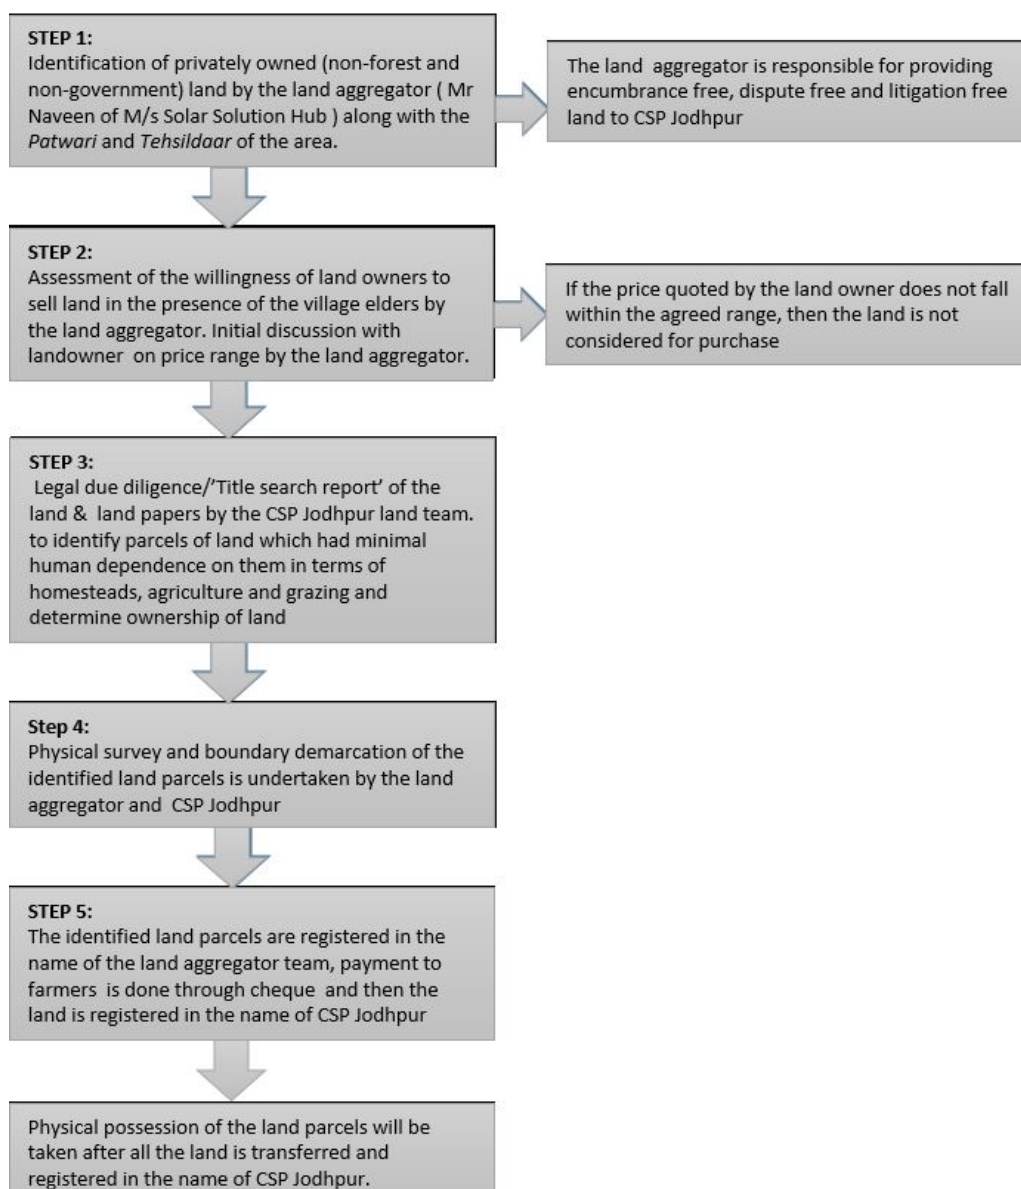 STEP 1:
Identification of privately owned (non-forest and
non-government) land by the land aggregator ( Mr
Naveen of M/s Solar Solution Hub ) along with the
Patwari and Tehsildaar of the area.
The land aggregator is responsible for providing
encumbrance free, dispute free and litigation free
land to CSP Jodhpur
STEP 2:
Assessment of the willingness of land owners to
sell land in the presence of the village elders by
the land aggregator. Initial discussion with
landowner on price range by the land aggregator.
If the price quoted by the land owner does not fall
within the agreed range, then the land is not
considered for purchase
STEP 3:
Legal due diligence/’Title search report’ of the
land & land papers by the CSP Jodhpur land team.
to identify parcels of land which had minimal
human dependence on them in terms of
homesteads, agriculture and grazing and
determine ownership of land
Step 4:
Physical survey and boundary demarcation of the
identified land parcels is undertaken by the land
aggregator and CSP Jodhpur
STEP 5:
The identified land parcels are registered in the
name of the land aggregator team, payment to
farmers is done through cheque and then the
land is registered in the name of CSP Jodhpur
Physical possession of the land parcels will be
taken after all the land is transferred and
registered in the name of CSP Jodhpur.